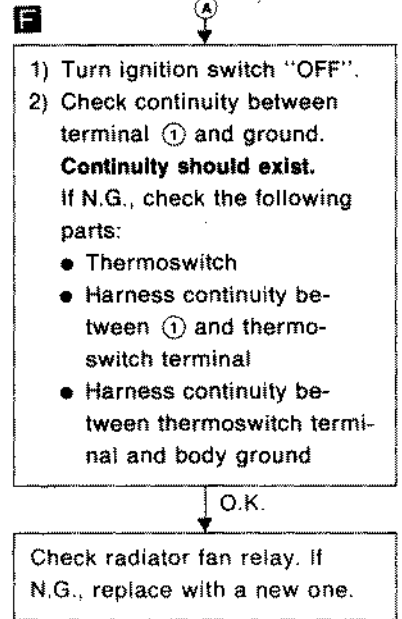 F
A
1) Turn ignition switch “OFF”.
2) Check continuity between
terminal ① and ground.
Continuity should exist.
If N.G., check the following
parts:
● Thermoswitch
● Harness continuity be-
tween ① and thermo-
switch terminal
● Harness continuity be-
tween thermoswitch termi-
nal and body ground
O.K.
Check radiator fan relay. If
N.G., replace with a new one.